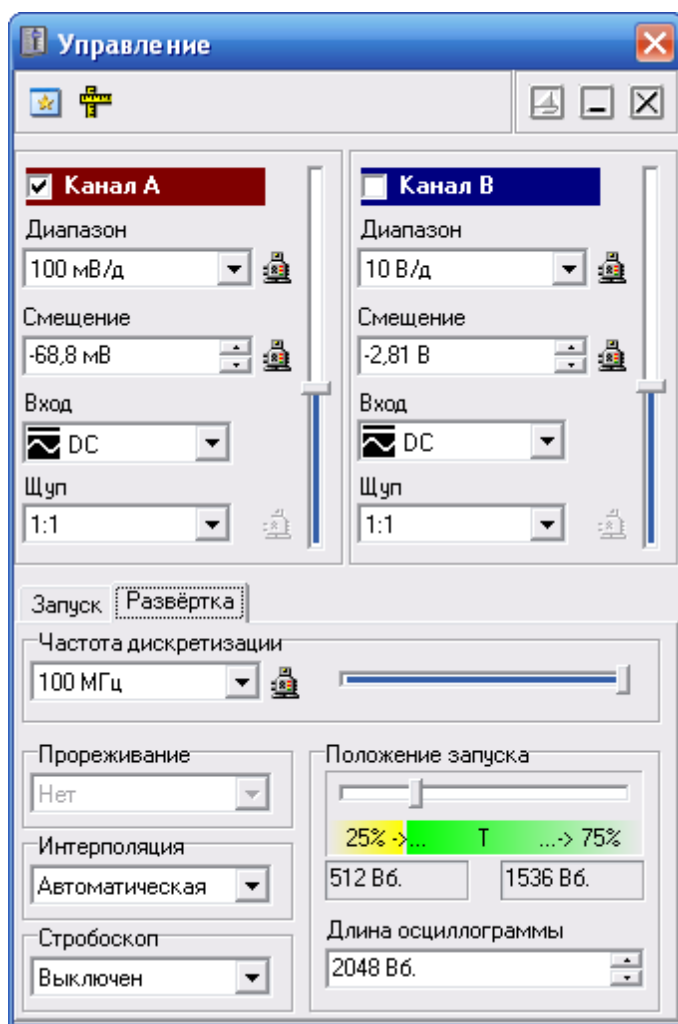 Управление
Канал A
Диапазон
100 мВ/д
Смещение
-68,8 мВ
Вход
DC
Щуп
1:1
Канал B
Диапазон
10 В/д
Смещение
-2,81 В
Вход
DC
Щуп
1:1
Запуск
Развёртка
Частота дискретизации
100 МГц
Прореживание
Нет
Интерполяция
Автоматическая
Стробоскоп
Выключен
Положение запуска
25% ->... T ...-> 75%
512 Вб.
1536 Вб.
Длина осциллограммы
2048 Вб.